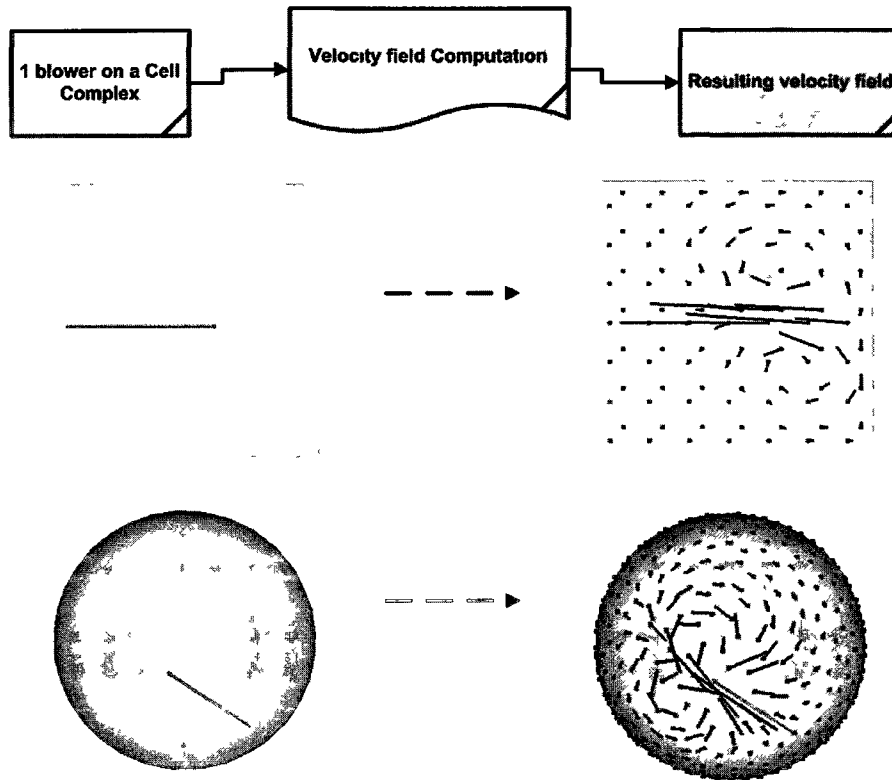 1 blower on a Cell
Complex
Velocity field Computation
Resulting velocity field